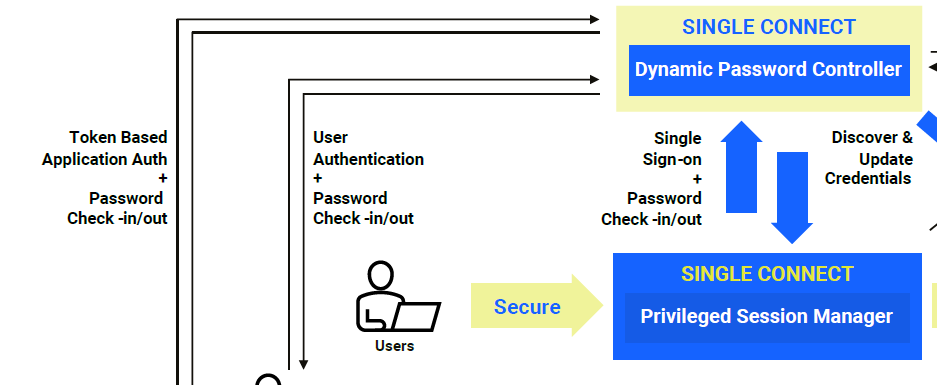 SINGLE CONNECT
Dynamic Password Controller
Token Based
Application Auth
+
Password
Check -in/out
User
Authentication
+
Password
Check -in/out
Single
Sign-on
+
Password
Check -in/out
Discover &
Update
Credentials
Users
Secure
SINGLE CONNECT
Privileged Session Manager